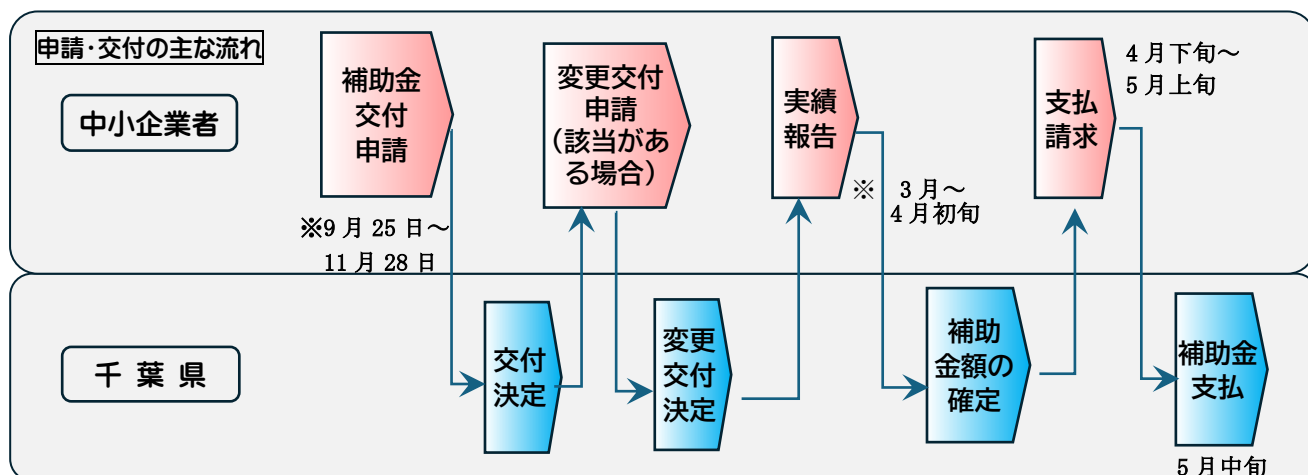 申請・交付の主な流れ
中小企業者
補助金
交付
申請
※9月25日～
11月28日
変更交付
申請
（該当があ
る場合）
実績
報告
※　3月～
4月初旬
支払
請求
4月下旬～
5月上旬
千葉県
交付
決定
変更
交付
決定
補助
金額の
確定
補助金
支払
5月中旬